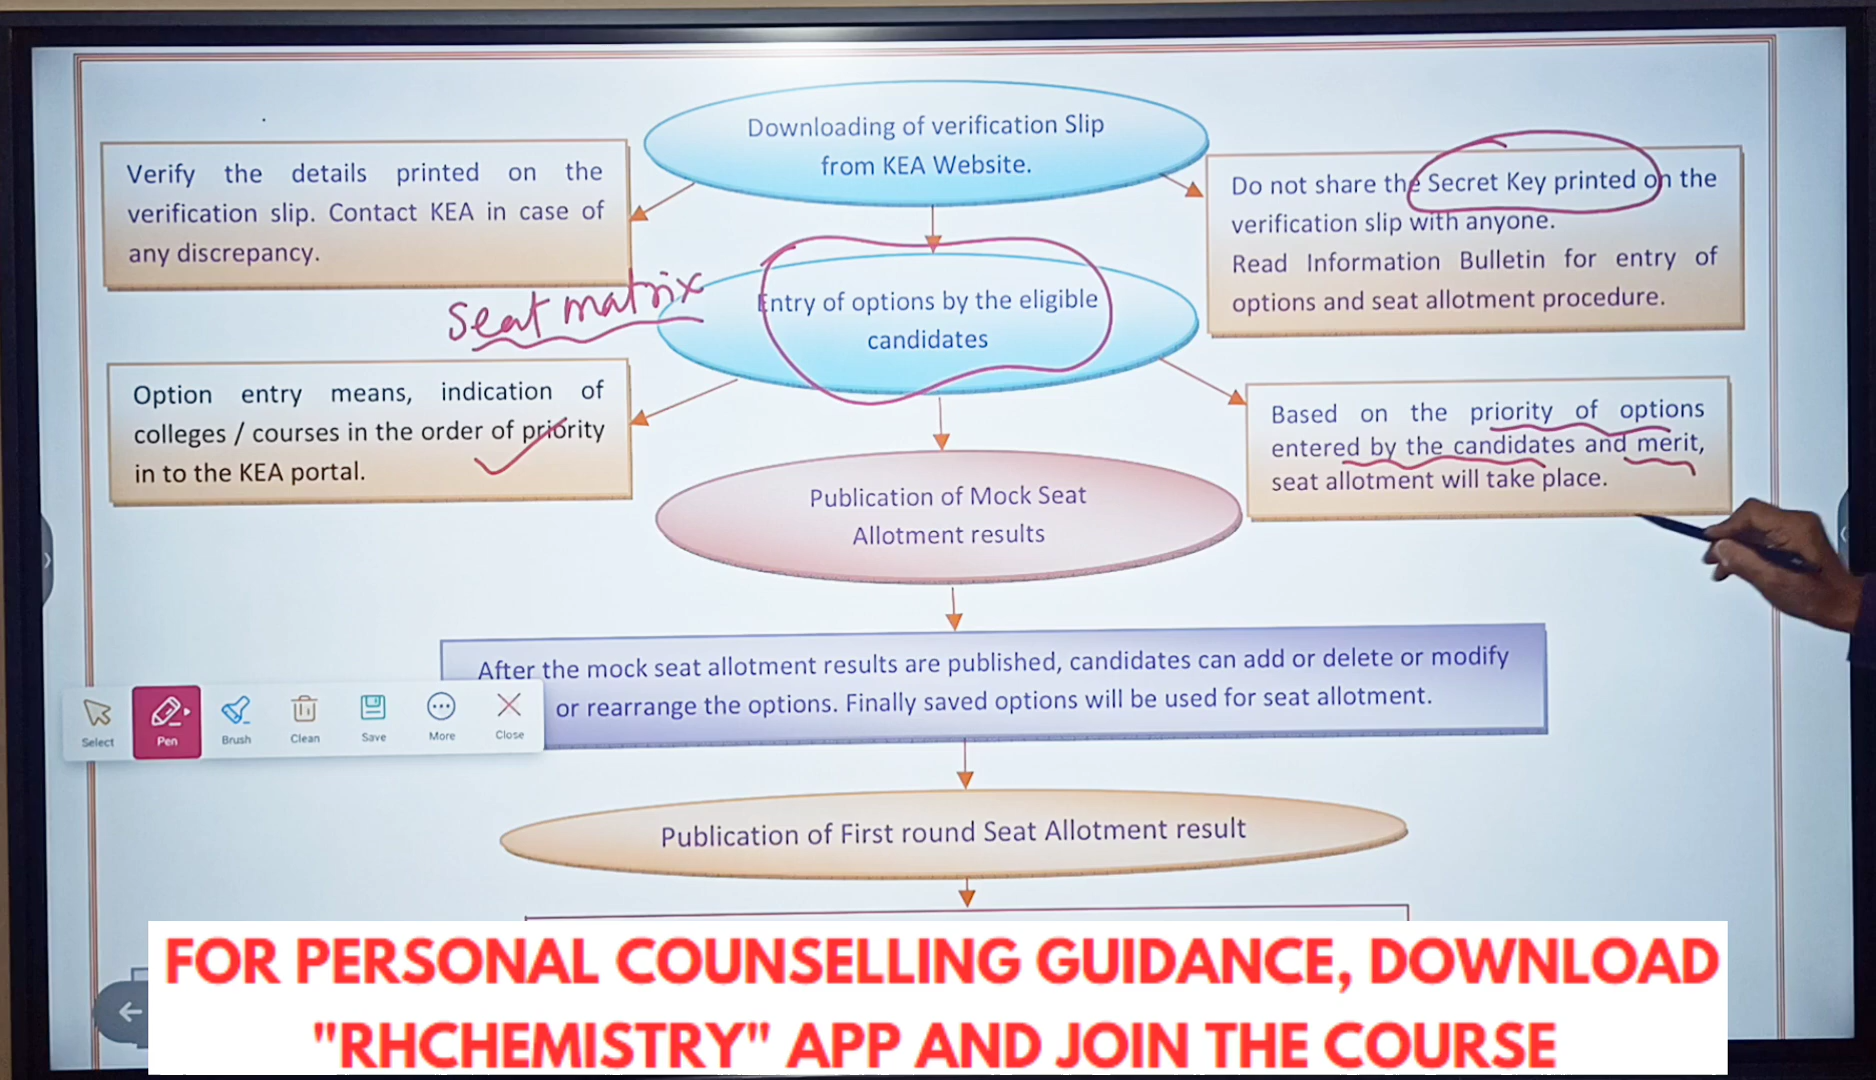 Downloading of verification Slip
from KEA Website.
Verify the details printed on the
verification slip. Contact KEA in case of
any discrepancy.
Do not share the Secret Key printed on the
verification slip with anyone.
Read Information Bulletin for entry of
options and seat allotment procedure.
Seat matrix
Entry of options by the eligible
candidates
Option entry means, indication of
colleges / courses in the order of priority
in to the KEA portal.
Based on the priority of options
entered by the candidates and merit,
seat allotment will take place.
Publication of Mock Seat
Allotment results
After the mock seat allotment results are published, candidates can add or delete or modify
or rearrange the options. Finally saved options will be used for seat allotment.
Select
Pen
Brush
Clean
Save
More
Close
Publication of First round Seat Allotment result
FOR PERSONAL COUNSELLING GUIDANCE, DOWNLOAD
"RHCHEMISTRY" APP AND JOIN THE COURSE